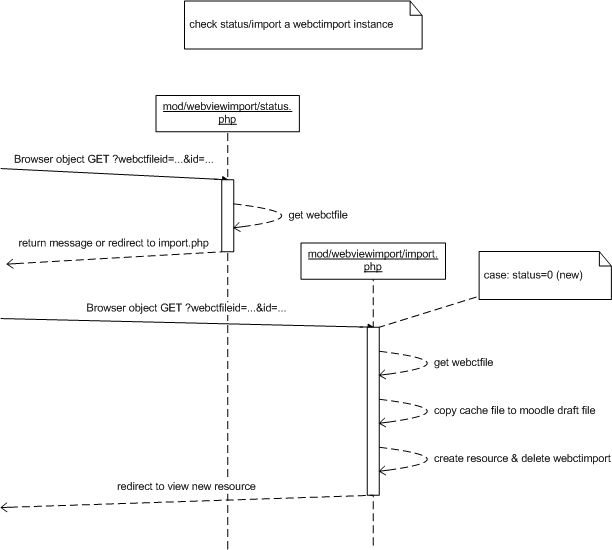 check status/import a webctimport instance
mod/webviewimport/status.
php
Browser object GET ?webctfileid=...&id=...
get webctfile
return message or redirect to import.php
mod/webviewimport/import.
php
case: status=0 (new)
Browser object GET ?webctfileid=...&id=...
get webctfile
copy cache file to moodle draft file
create resource & delete webctimport
redirect to view new resource